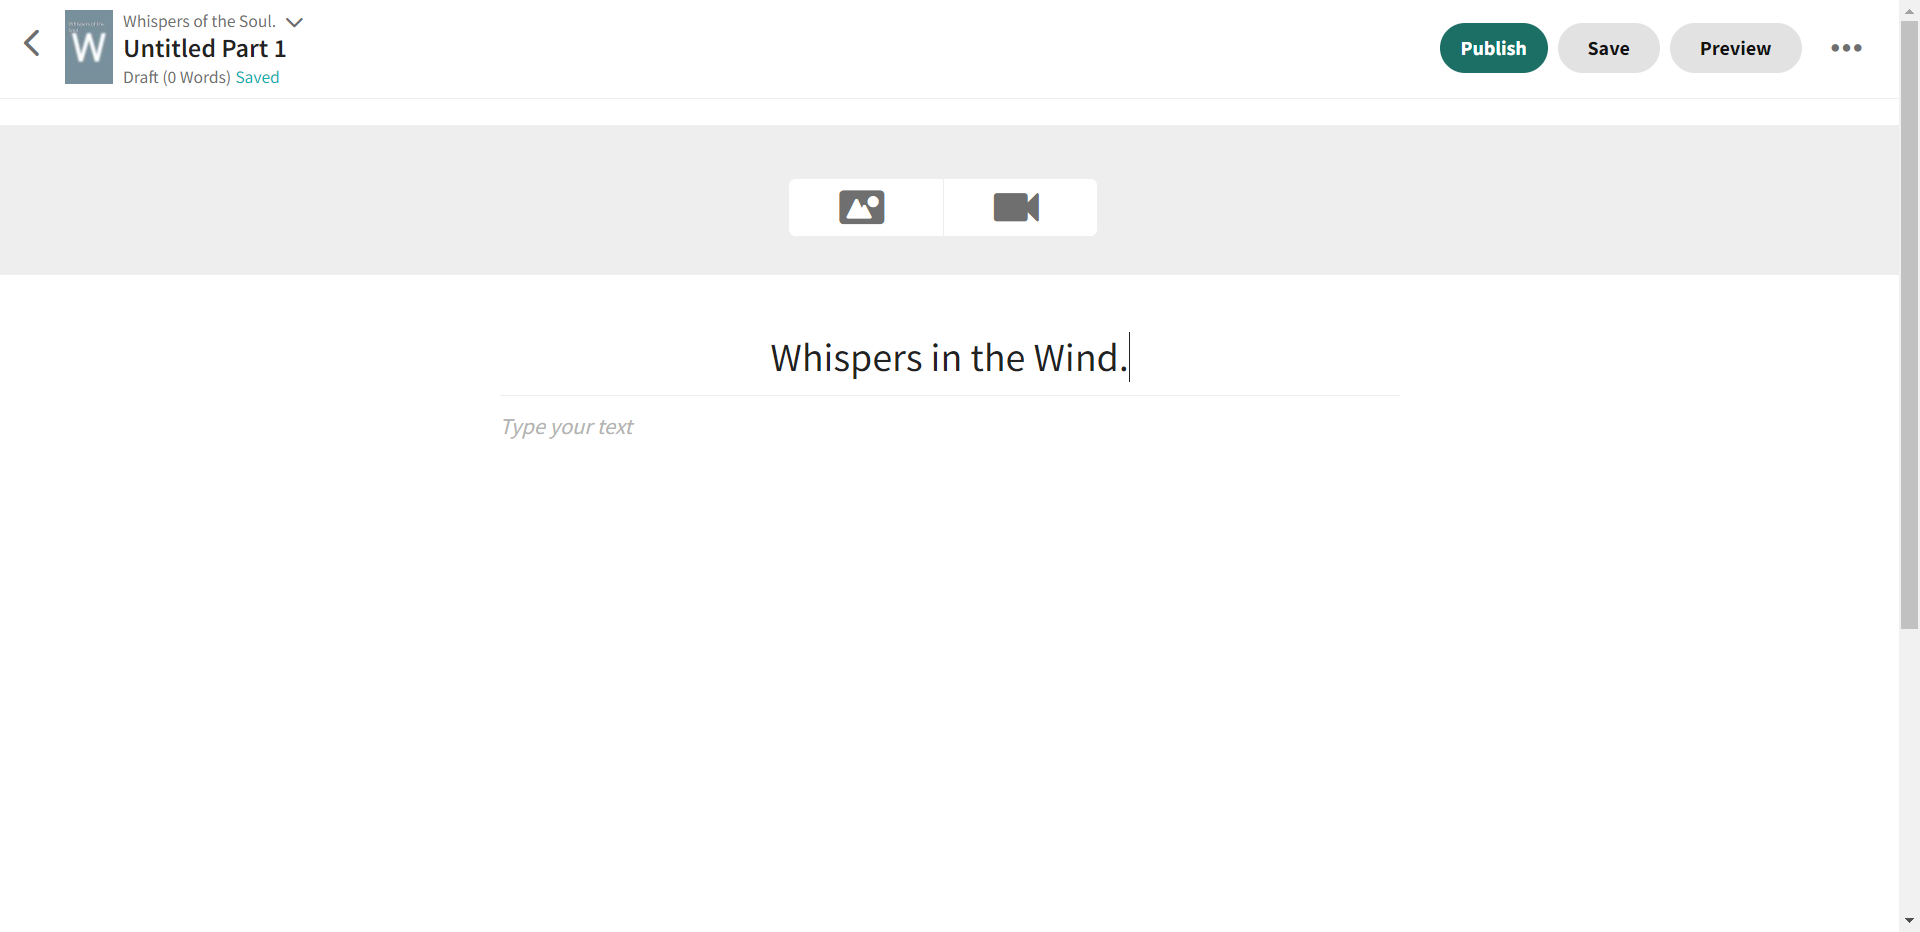 Whispers of the Soul.
W
Untitled Part 1
Draft (0 Words) Saved
Publish
Save
Preview
Whispers in the Wind.
Type your text